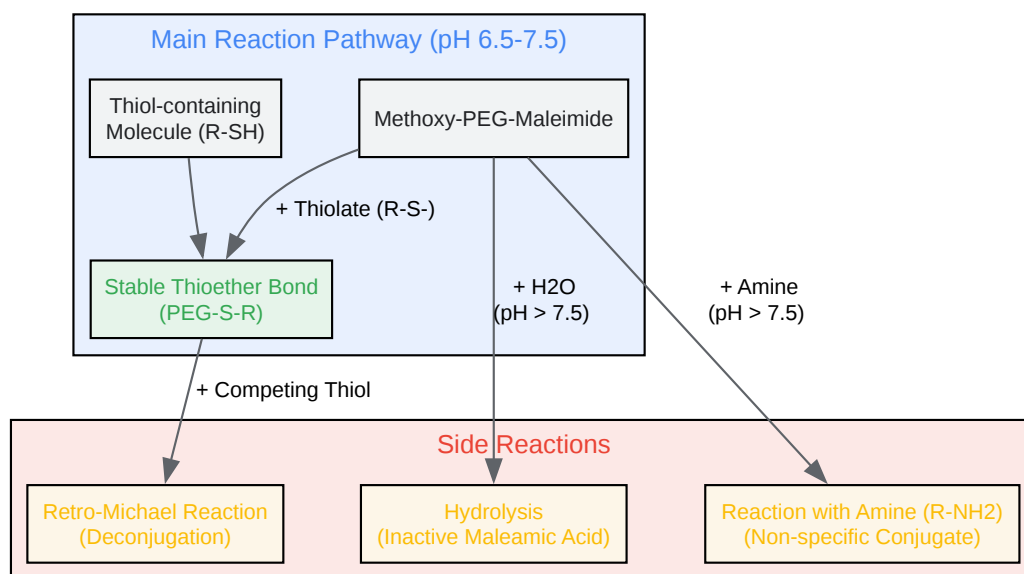 Main Reaction Pathway (pH 6.5-7.5)
Thiol-containing
Molecule (R-SH)
Methoxy-PEG-Maleimide
+ Thiolate (R-S-)
Stable Thioether Bond
(PEG-S-R)
+ H2O
(pH > 7.5)
+ Amine
(pH > 7.5)
+ Competing Thiol
Side Reactions
Retro-Michael Reaction
(Deconjugation)
Hydrolysis
(Inactive Maleamic Acid)
Reaction with Amine (R-NH2)
(Non-specific Conjugate)